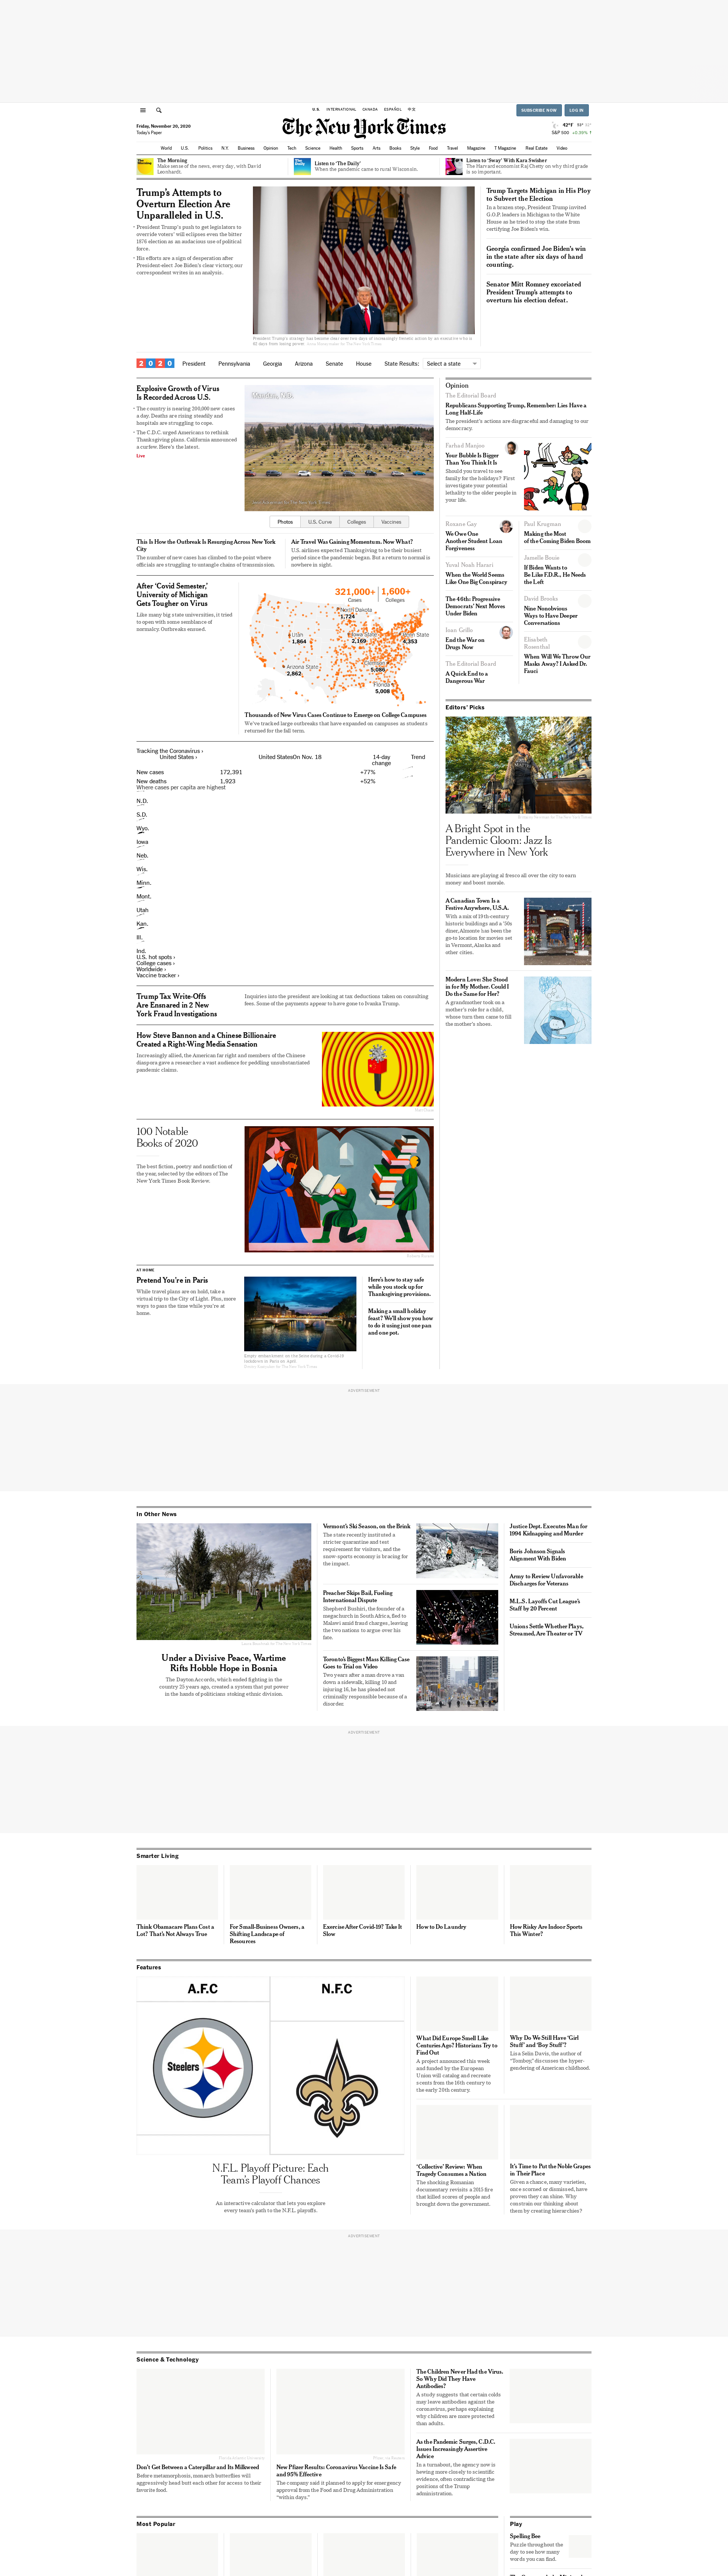 U.S.
INTERNATIONAL
CANADA
ESPAÑOL
中文
SUBSCRIBE NOW
LOG IN
Friday, November 20, 2020
Today's Paper
The New York Times
42°F
S&P 500 +0.39%
World
U.S.
Politics
N.Y.
Business
Opinion
Tech
Science
Health
Sports
Arts
Books
Style
Food
Travel
Magazine
T Magazine
Real Estate
Video
The Morning
Make sense of the news, every day, with David
Leonhardt.
Listen to 'The Daily'
When the pandemic came to rural Wisconsin.
Listen to 'Sway' With Kara Swisher
The Harvard economist Raj Chetty on why third grade
is so important.
Trump's Attempts to
Overturn Election Are
Unparalleled in U.S.
President Trump's push to get legislators to
override voters' will eclipses even the bitter
1876 election as an audacious use of political
force.
His efforts are a sign of desperation after
President-elect Joe Biden's clear victory, our
correspondent writes in an analysis.
President Trump's strategy has become clear over two days of increasingly frenetic action by an executive who is
62 days from losing power.
Trump Targets Michigan in His Ploy
to Subvert the Election
In a brazen step, President Trump invited
G.O.P. leaders in Michigan to the White
House as he tried to stop the state from
certifying Joe Biden's win.
Georgia confirmed Joe Biden's win
in the state after six days of hand
counting.
Senator Mitt Romney excoriated
President Trump's attempts to
overturn his election defeat.
2020
President
Pennsylvania
Georgia
Arizona
Senate
House
State Results:
Select a state
Explosive Growth of Virus
Is Recorded Across U.S.
The country is nearing 200,000 new cases
a day. Deaths are rising steadily and
hospitals are struggling to cope.
The C.D.C. urged Americans to rethink
Thanksgiving plans. California announced
a curfew. Here's the latest.
Live
Mandan, N.D.
Photos
U.S. Curve
Colleges
Vaccines
This Is How the Outbreak Is Resurging Across New York
City
The number of new cases has climbed to the point where
officials are struggling to untangle chains of transmission.
Air Travel Was Gaining Momentum. Now What?
U.S. airlines expected Thanksgiving to be their busiest
period since the pandemic began. But a return to normal is
nowhere in sight.
After 'Covid Semester,'
University of Michigan
Gets Tougher on Virus
Like many big state universities, it tried
to open with some semblance of
normalcy. Outbreaks ensued.
321,000+
Cases
1,600+
Colleges
North Dakota
1,724
Utah
1,864
Iowa State
2,169
Penn State
4,353
Arizona State
2,862
Clemson
5,086
Florida
5,008
Thousands of New Virus Cases Continue to Emerge on College Campuses
We've tracked large outbreaks that have expanded on campuses as students
returned for the fall term.
Tracking the Coronavirus ›
United States ›
United States
On Nov. 18
14-day
change
Trend
New cases
172,391
+77%
New deaths
1,923
+52%
Where cases per capita are highest
N.D.
S.D.
Wyo.
Iowa
Neb.
Wis.
Minn.
Mont.
Utah
Kan.
Ill.
Ind.
U.S. hot spots ›
College cases ›
Worldwide ›
Vaccine tracker ›
Trump Tax Write-Offs
Are Ensnared in 2 New
York Fraud Investigations
Inquiries into the president are looking at tax deductions taken on consulting
fees. Some of the payments appear to have gone to Ivanka Trump.
How Steve Bannon and a Chinese Billionaire
Created a Right-Wing Media Sensation
Increasingly allied, the American far right and members of the Chinese
diaspora gave a researcher a vast audience for peddling unsubstantiated
pandemic claims.
100 Notable
Books of 2020
The best fiction, poetry and nonfiction of
the year, selected by the editors of The
New York Times Book Review.
AT HOME
Pretend You're in Paris
While travel plans are on hold, take a
virtual trip to the City of Light. Plus, more
ways to pass the time while you're at
home.
Empty embankment on the Seine during a Covid-19
lockdown in Paris on April.
Here's how to stay safe
while you stock up for
Thanksgiving provisions.
Making a small holiday
feast? We'll show you how
to do it using just one pan
and one pot.
Opinion
The Editorial Board
Republicans Supporting Trump, Remember: Lies Have a
Long Half-Life
The president's actions are disgraceful and damaging to our
democracy.
Farhad Manjoo
Your Bubble Is Bigger
Than You Think It Is
Should you travel to see
family for the holidays? First
investigate your potential
lethality to the older people in
your life.
Roxane Gay
We Owe One
Another Student Loan
Forgiveness
Yuval Noah Harari
When the World Seems
Like One Big Conspiracy
The 46th: Progressive
Democrats' Next Moves
Under Biden
Ioan Grillo
End the War on
Drugs Now
The Editorial Board
A Quick End to a
Dangerous War
Paul Krugman
Making the Most
of the Coming Biden Boom
Jamelle Bouie
If Biden Wants to
Be Like F.D.R., He Needs
the Left
David Brooks
Nine Nonobvious
Ways to Have Deeper
Conversations
Elisabeth
Rosenthal
When Will We Throw Our
Masks Away? I Asked Dr.
Fauci
Editors' Picks
A Bright Spot in the
Pandemic Gloom: Jazz Is
Everywhere in New York
Musicians are playing al fresco all over the city to earn
money and boost morale.
A Canadian Town Is a
Festive Anywhere, U.S.A.
With a mix of 19th century
historic buildings and a '50s
diner, Almonte has been the
go-to location for movies set
in Vermont, Alaska and
other cities.
Modern Love: She Stood
in for My Mother. Could I
Do the Same for Her?
A grandmother took on a
mother's role for a child,
whose turn then came to fill
the mother's shoes.
ADVERTISEMENT
In Other News
Under a Divisive Peace, Wartime
Rifts Hobble Hope in Bosnia
The Dayton Accords, which ended fighting in the
country 25 years ago, created a system that put power
in the hands of politicians stoking ethnic division.
Vermont's Ski Season, on the Brink
The state recently instituted a
stricter quarantine and test
requirement for visitors, and the
snow-sports economy is bracing for
the impact.
Preacher Skips Bail, Fueling
International Dispute
Shepherd Bushiri, the founder of a
megachurch in South Africa, fled to
Malawi amid fraud charges, leaving
the two nations to argue over his
fate.
Toronto's Biggest Mass Killing Case
Goes to Trial on Video
Two years after a man drove a van
down a sidewalk, killing 10 and
injuring 16, he has pleaded not
criminally responsible because of a
disorder.
Justice Dept. Executes Man for
1994 Kidnapping and Murder
Boris Johnson Signals
Alignment With Biden
Army to Review Unfavorable
Discharges for Veterans
M.L.S. Layoffs Cut League's
Staff by 20 Percent
Unions Settle Whether Plays,
Streamed, Are Theater or TV
ADVERTISEMENT
Smarter Living
Think Obamacare Plans Cost a
Lot? That's Not Always True
For Small-Business Owners, a
Shifting Landscape of
Resources
Exercise After Covid-19? Take It
Slow
How to Do Laundry
How Risky Are Indoor Sports
This Winter?
Features
A.F.C
N.F.C
Steelers
N.F.L. Playoff Picture: Each
Team's Playoff Chances
An interactive calculator that lets you explore
every team's path to the N.F.L. playoffs.
What Did Europe Smell Like
Centuries Ago? Historians Try to
Find Out
A project announced this week
and funded by the European
Union will catalog and recreate
scents from the 16th century to
the early 20th century.
Why Do We Still Have 'Girl
Stuff' and 'Boy Stuff'?
Lisa Selin Davis, the author of
"Tomboy," discusses the hyper-
gendering of American childhood.
'Collective' Review: When
Tragedy Consumes a Nation
The shocking Romanian
documentary revisits a 2015 fire
that killed scores of people and
brought down the government.
It's Time to Put the Noble Grapes
in Their Place
Given a chance, many varieties,
once scorned or dismissed, have
proven they can shine. Why
constrain our thinking about
them by creating hierarchies?
ADVERTISEMENT
Science & Technology
Don't Get Between a Caterpillar and Its Milkweed
Before metamorphosis, monarch butterflies will
aggressively head butt each other for access to their
favorite food.
New Pfizer Results: Coronavirus Vaccine Is Safe
and 95% Effective
The company said it planned to apply for emergency
approval from the Food and Drug Administration
"within days."
The Children Never Had the Virus.
So Why Did They Have
Antibodies?
A study suggests that certain colds
may leave antibodies against the
coronavirus, perhaps explaining
why children are more protected
than adults.
As the Pandemic Surges, C.D.C.
Issues Increasingly Assertive
Advice
In a turnabout, the agency now is
hewing more closely to scientific
evidence, often contradicting the
positions of the Trump
administration.
Most Popular
Play
Spelling Bee
Puzzle throughout the
day to see how many
words you can find.